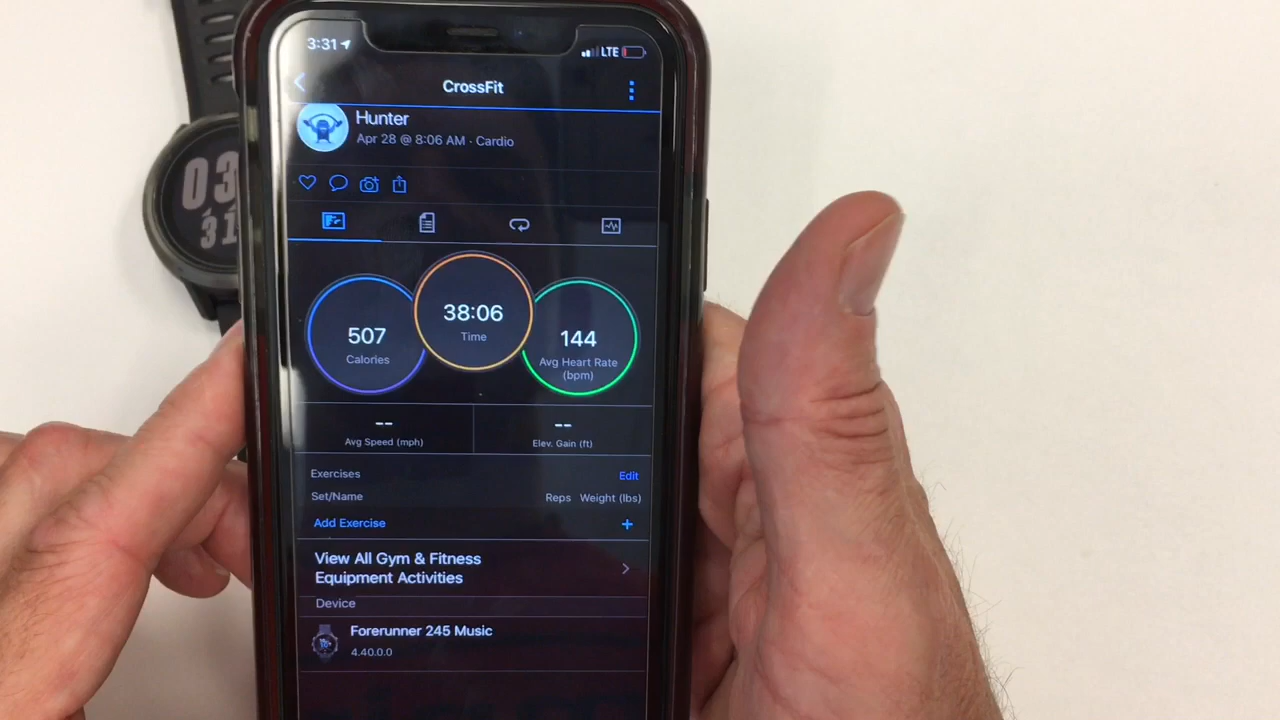 3:31
LTE
CrossFit
Hunter
Apr 28 @ 8:06 AM · Cardio
03
31
507
Calories
38:06
Time
144
Avg Heart Rate
(bpm)
--
Avg Speed (mph)
--
Elev. Gain (ft)
Exercises Edit
Set/Name Reps Weight (lbs)
Add Exercise +
View All Gym & Fitness
Equipment Activities
Device
Forerunner 245 Music
4.40.0.0